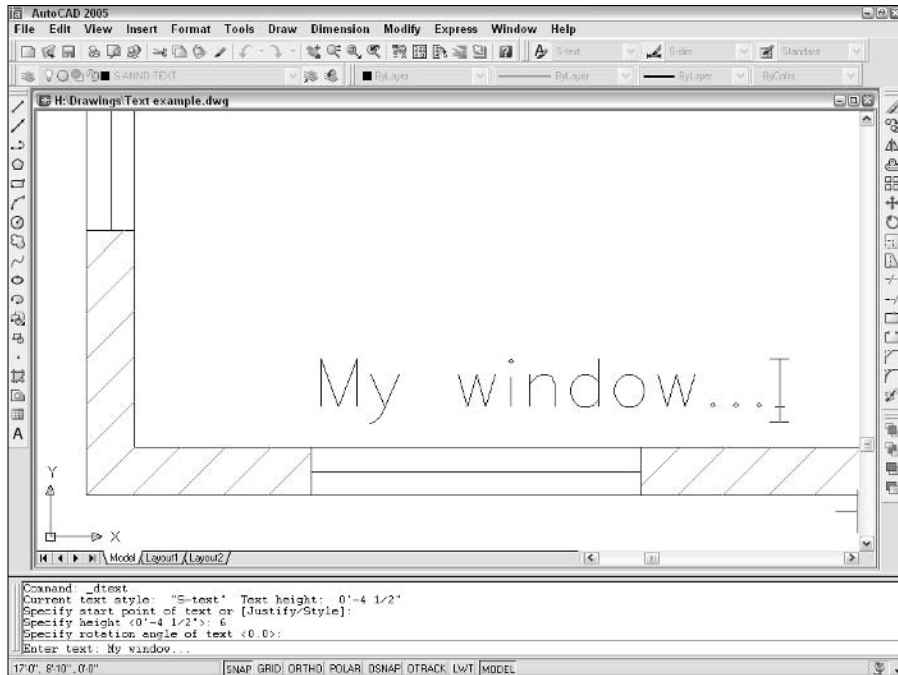 AutoCAD 2005
File Edit View Insert Format Tools Draw Dimension Modify Express Window Help
S-text S-dim Standard
S-ANNO-TEXT ByLayer ByLayer ByLayer ByColor
H:\Drawings\Text example.dwg
My window...
Y
X
A
Model Layout1 Layout2
Command: _dtext
Current text style: "S-text" Text height: 0'-4 1/2"
Specify start point of text or [Justify/Style]:
Specify height <0'-4 1/2">: 6
Specify rotation angle of text <0.0>:
Enter text: My window...
17'0", 8'-10", 0'0" SNAP GRID ORTHO POLAR OSNAP OTRACK LWT MODEL